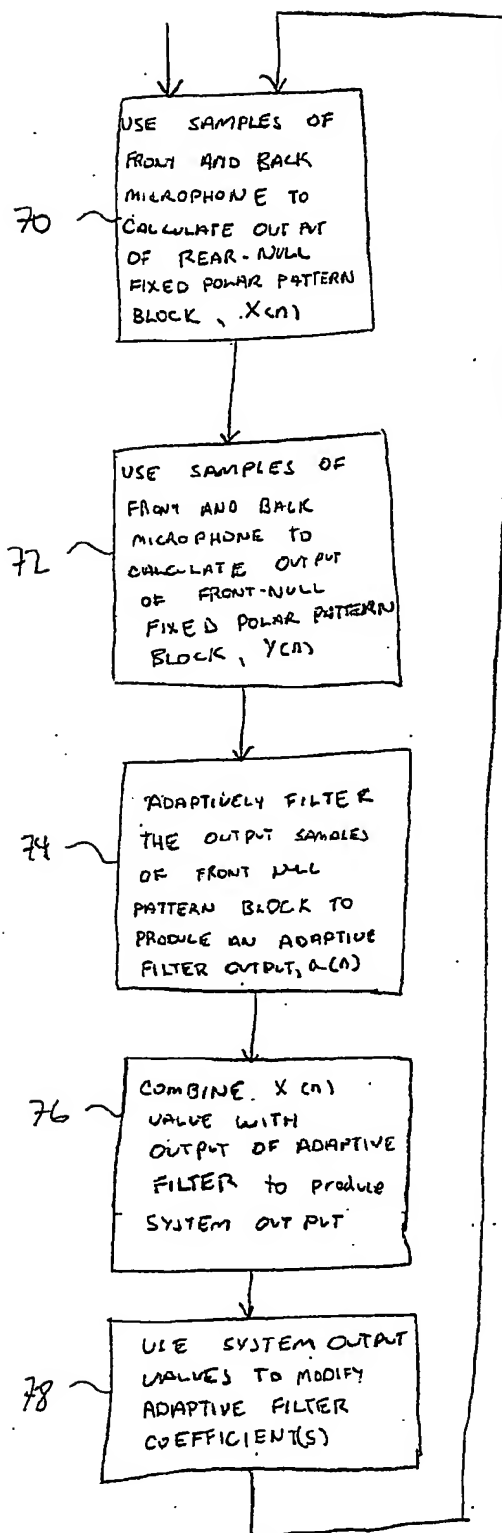 USE SAMPLES OF
FRONT AND BACK
MICROPHONE TO
70
CALCULATE OUTPUT
OF REAR-NULL
FIXED POLAR PATTERN
BLOCK, X(n)
USE SAMPLES OF
FRONT AND BACK
MICROPHONE TO
72
CALCULATE OUTPUT
OF FRONT-NULL
FIXED POLAR PATTERN
BLOCK, Y(n)
ADAPTIVELY FILTER
74
THE OUTPUT SAMPLES
OF FRONT NULL
PATTERN BLOCK TO
PRODUCE AN ADAPTIVE
FILTER OUTPUT, a(n)
COMBINE X(n)
76
VALUE WITH
OUTPUT OF ADAPTIVE
FILTER to produce
SYSTEM OUTPUT
USE SYSTEM OUTPUT
78
VALUES TO MODIFY
ADAPTIVE FILTER
COEFFICIENT(S)